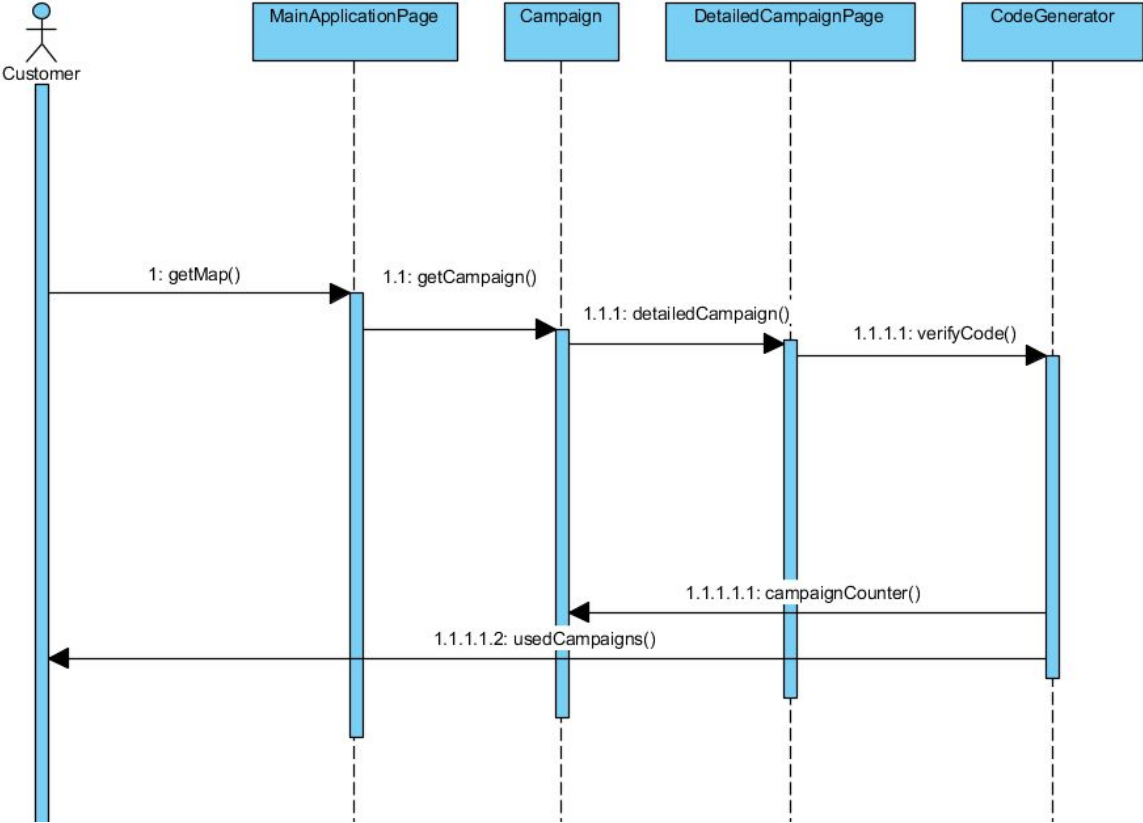 MainApplicationPage
Campaign
DetailedCampaignPage
CodeGenerator
Customer
1: getMap()
1.1: getCampaign()
1.1.1: detailedCampaign()
1.1.1.1: verifyCode()
1.1.1.1.1: campaignCounter()
1.1.1.1.2: usedCampaigns()